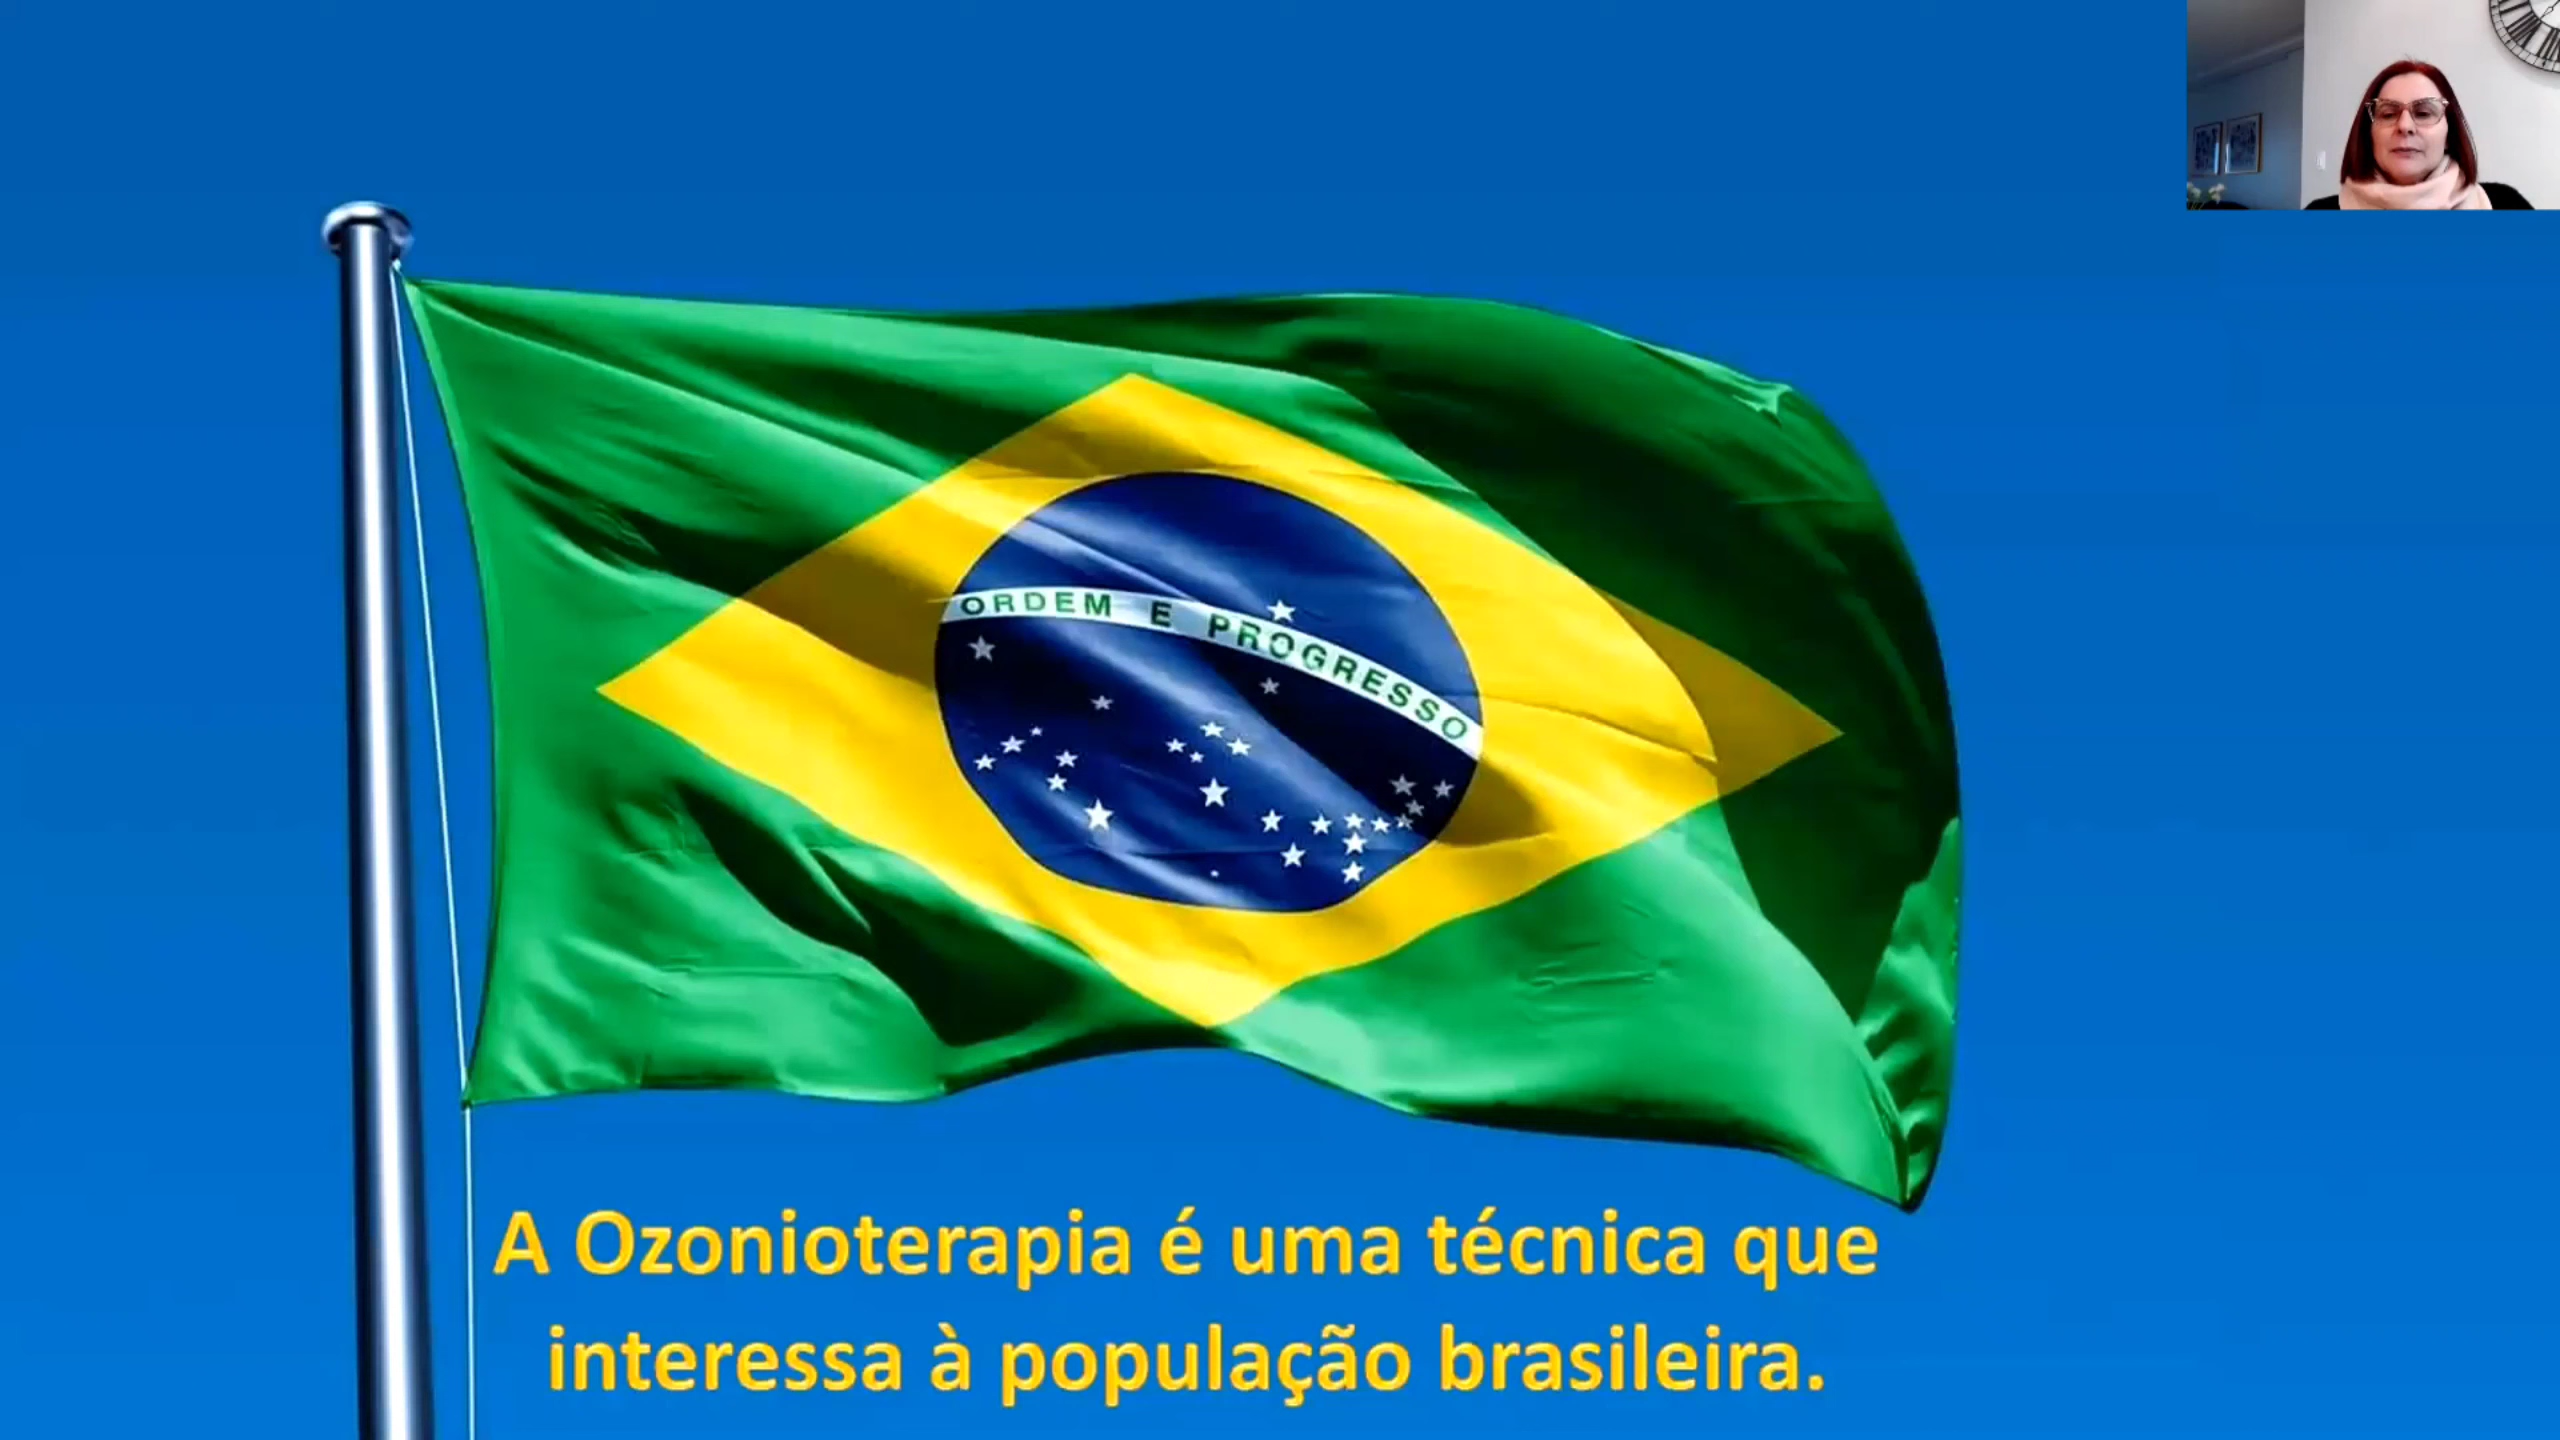 ORDEM E PROGRESSO
A Ozonioterapia é uma técnica que
interessa à população brasileira.